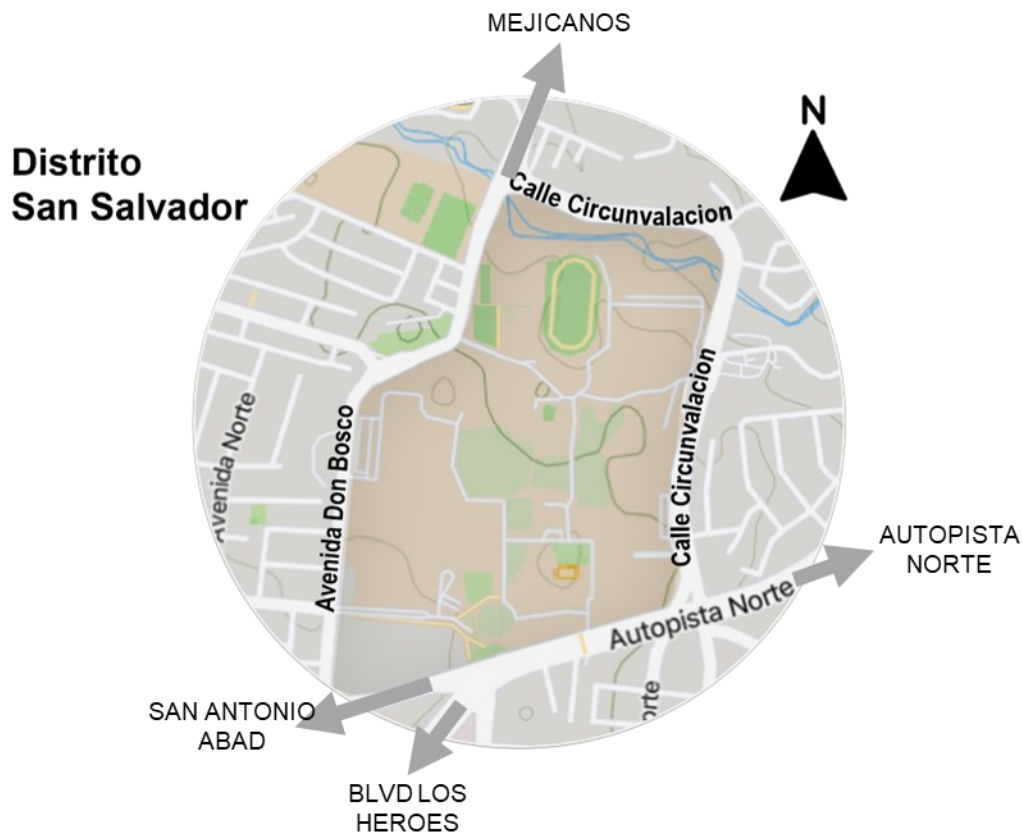 MEJICANOS
N
Distrito
San Salvador
Calle Circunvalacion
Calle Circunvalacion
Avenida Norte
Avenida Don Bosco
AUTOPISTA
NORTE
Autopista Norte
orte
SAN ANTONIO
ABAD
BLVD LOS
HEROES